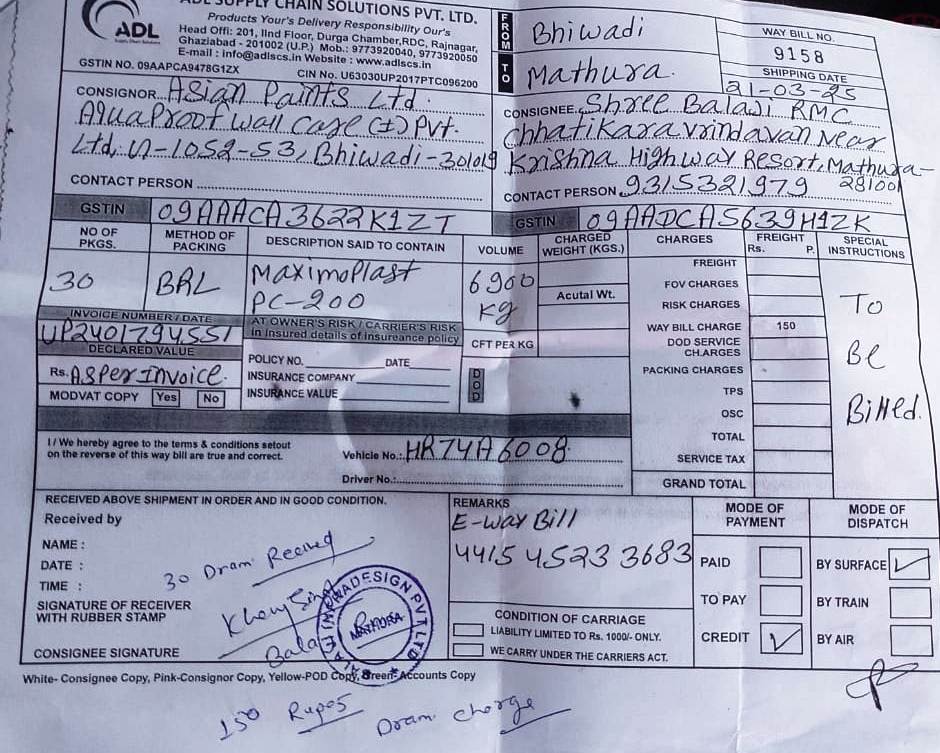 ADL
ADL SUPPLY CHAIN SOLUTIONS PVT. LTD.
Products Your's Delivery Responsibility Our's
Head Offi: 201, IInd Floor, Durga Chamber,RDC, Rajnagar,
Ghaziabad - 201002 (U.P.) Mob.: 9773920040, 9773920050
E-mail : info@adlscs.in Website : www.adlscs.in
GSTIN NO. 09AAPCA9478G1ZX
CIN No. U63030UP2017PTC096200
FROM
Bhiwadi
TO
Mathura.
WAY BILL NO.
9158
SHIPPING DATE
21-03-25
CONSIGNOR Asian Paints Ltd.
AquaProof Wall Care (I) Pvt.
Ltd, U-1052-53, Bhiwadi-301019
CONTACT PERSON
GSTIN 09AAACA3622K1ZT
CONSIGNEE Shree Balaji RMC
Chhatikara Vrindavan Near
Krishna Highway Resort, Mathura-
281001
CONTACT PERSON 9315321979
GSTIN 09AADCA5639H1ZK
NO OF PKGS.
METHOD OF PACKING
DESCRIPTION SAID TO CONTAIN
VOLUME
CHARGED WEIGHT (KGS.)
CHARGES
FREIGHT
Rs. P.
SPECIAL INSTRUCTIONS
30
BRL
MaximoPlast
PC-200
6900
Kg
Acutal Wt.
CFT PER KG
DOD
FREIGHT
FOV CHARGES
RISK CHARGES
WAY BILL CHARGE 150
DOD SERVICE CHARGES
PACKING CHARGES
TPS
OSC
TOTAL
SERVICE TAX
GRAND TOTAL
To
Be
Billed.
INVOICE NUMBER / DATE
UP2401794551
DECLARED VALUE
Rs. As Per Invoice.
MODVAT COPY Yes No
AT OWNER'S RISK / CARRIER'S RISK
In Insured details of insureance policy
POLICY NO. DATE
INSURANCE COMPANY
INSURANCE VALUE
I / We hereby agree to the terms & conditions setout
on the reverse of this way bill are true and correct.
Vehicle No.: HR74A6008.
Driver No.:
RECEIVED ABOVE SHIPMENT IN ORDER AND IN GOOD CONDITION.
Received by
NAME :
DATE :
TIME :
SIGNATURE OF RECEIVER
WITH RUBBER STAMP
CONSIGNEE SIGNATURE
30 Dram Received
MATHURA
REMARKS
E-Way Bill
4415 4523 3683
CONDITION OF CARRIAGE
LIABILITY LIMITED TO Rs. 1000/- ONLY.
WE CARRY UNDER THE CARRIERS ACT.
MODE OF PAYMENT
PAID
TO PAY
CREDIT ✓
MODE OF DISPATCH
BY SURFACE ✓
BY TRAIN
BY AIR
White- Consignee Copy, Pink-Consignor Copy, Yellow-POD Copy, Green- Accounts Copy
150 Rupes
Dram charge